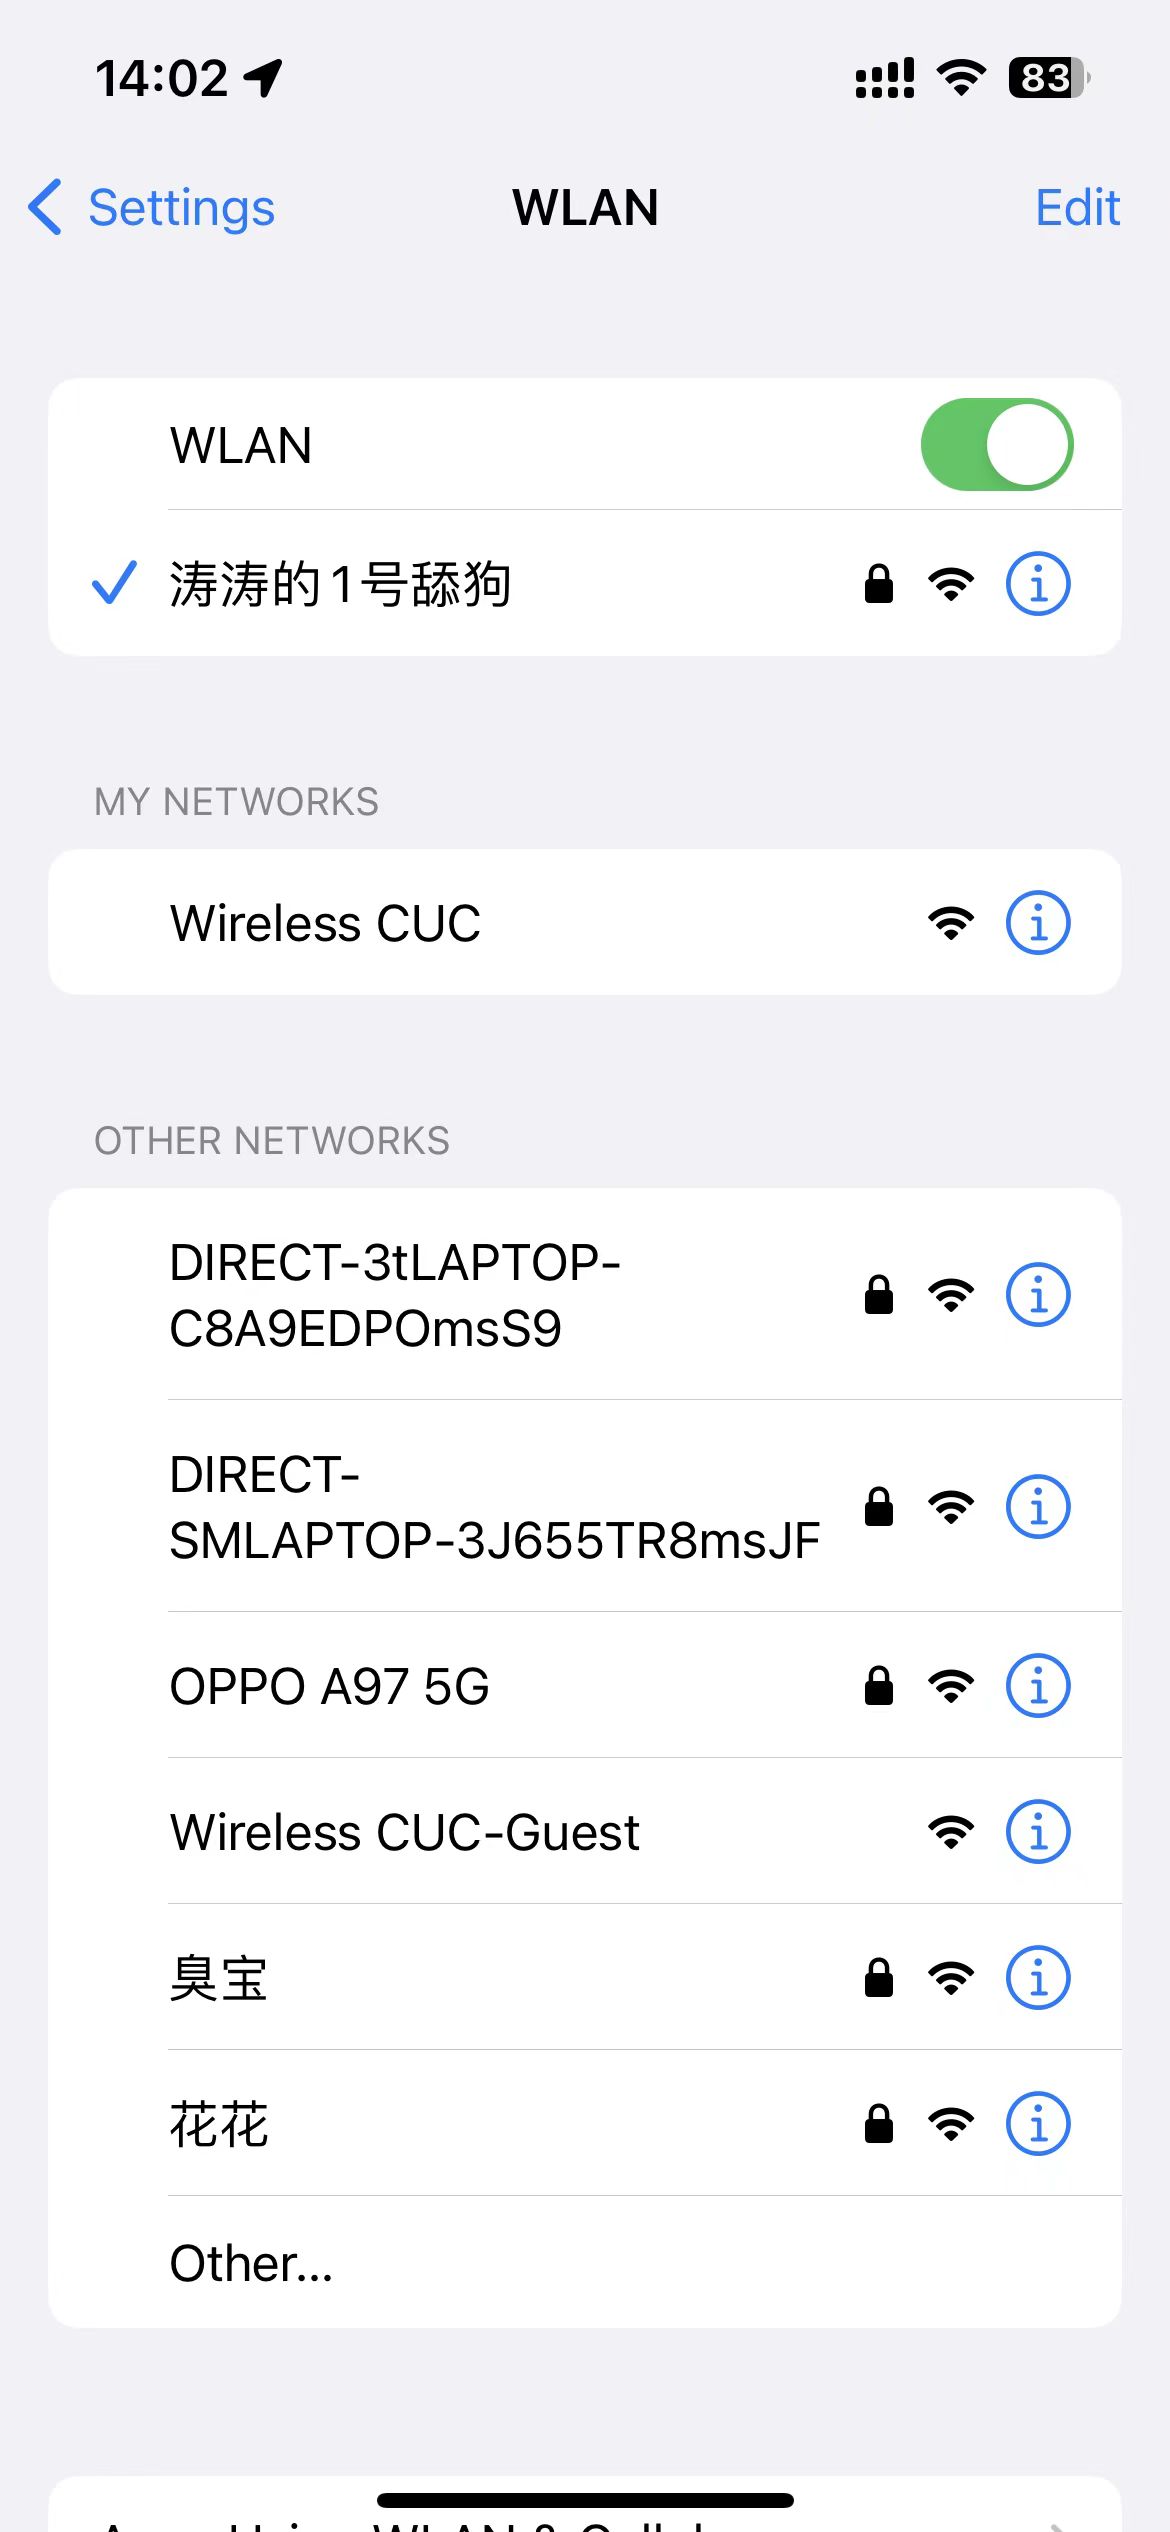 14:02
83
Settings
WLAN
Edit
WLAN
涛涛的1号舔狗
MY NETWORKS
Wireless CUC
OTHER NETWORKS
DIRECT-3tLAPTOP-
C8A9EDPOmsS9
DIRECT-
SMLAPTOP-3J655TR8msJF
OPPO A97 5G
Wireless CUC-Guest
臭宝
花花
Other...